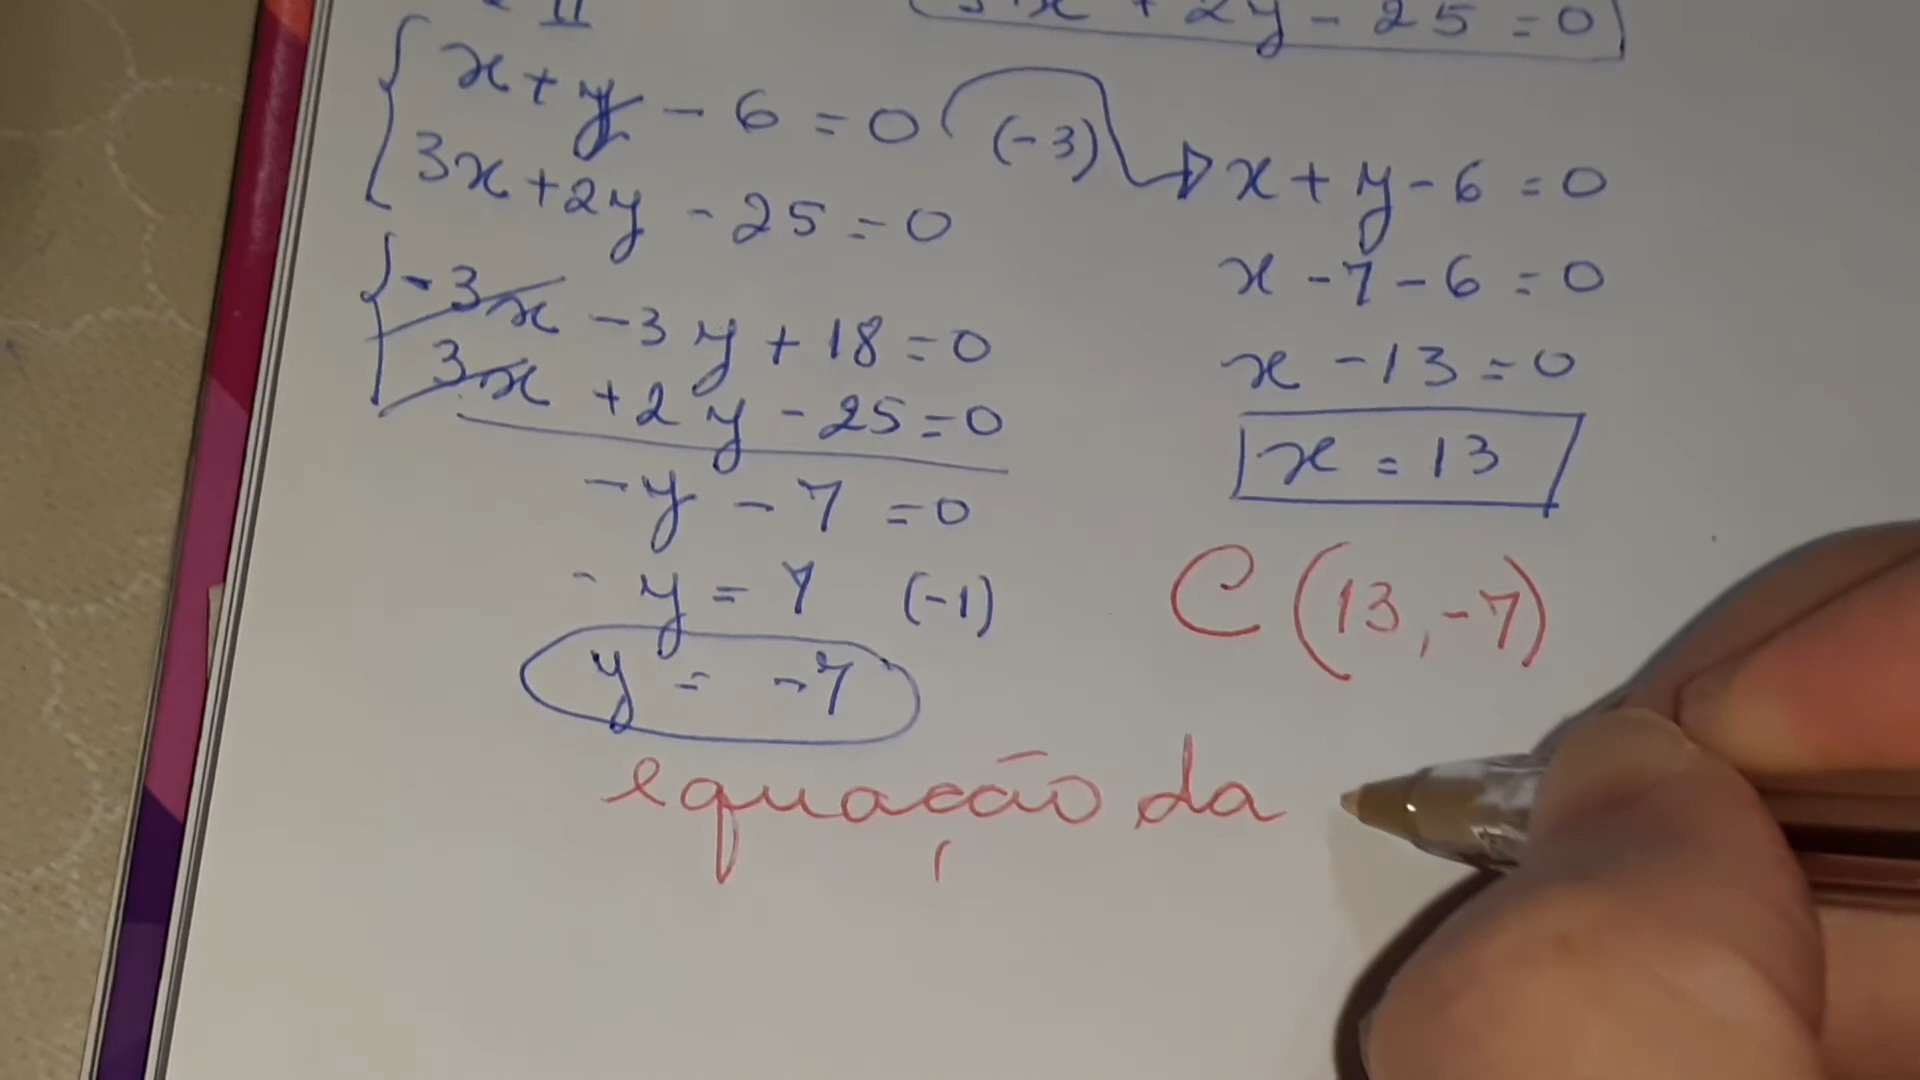 II
3x + 2y - 25 = 0
x + y - 6 = 0 (-3)
3x + 2y - 25 = 0
-3x - 3y + 18 = 0
3x + 2y - 25 = 0
-y - 7 = 0
-y = 7 (-1)
y = -7
x + y - 6 = 0
x - 7 - 6 = 0
x - 13 = 0
x = 13
C (13, -7)
equação da